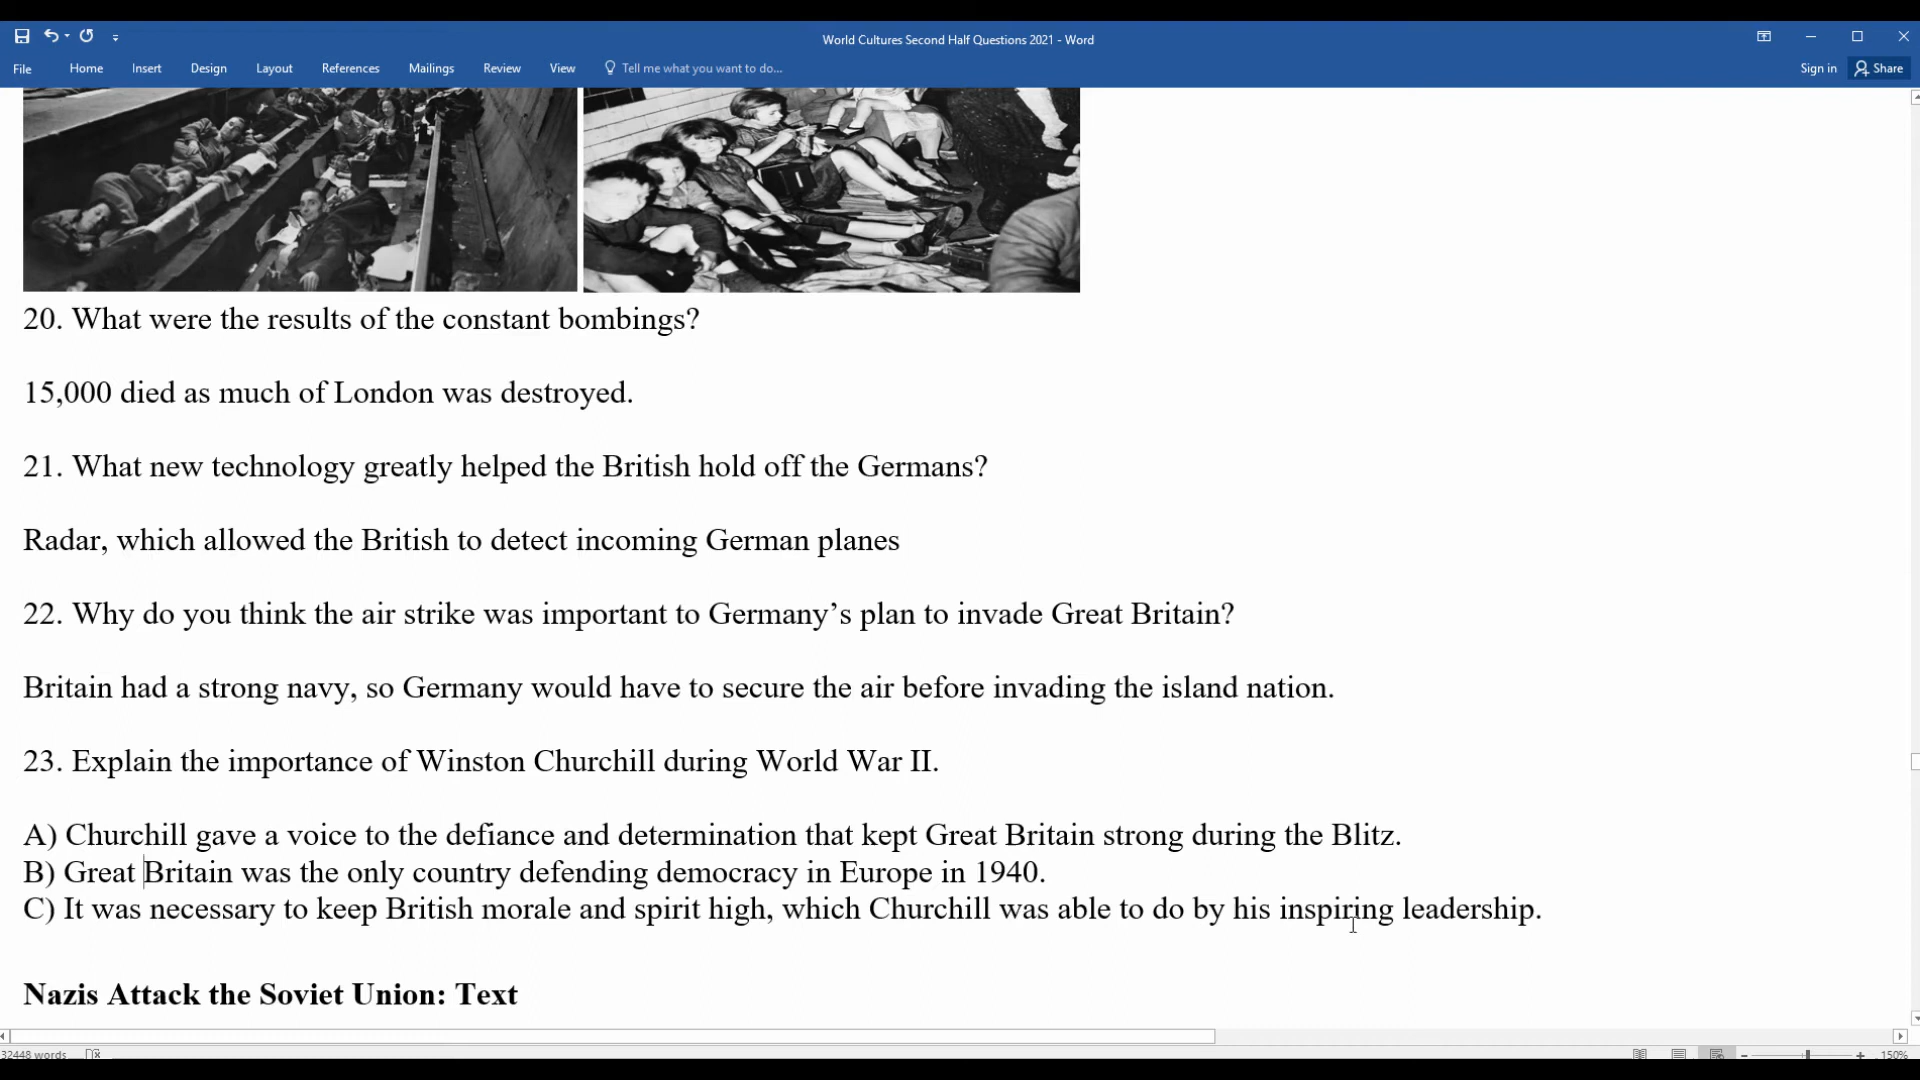 World Cultures Second Half Questions 2021 - Word
File Home Insert Design Layout References Mailings Review View Tell me what you want to do... Sign in Share
20. What were the results of the constant bombings?
15,000 died as much of London was destroyed.
21. What new technology greatly helped the British hold off the Germans?
Radar, which allowed the British to detect incoming German planes
22. Why do you think the air strike was important to Germany’s plan to invade Great Britain?
Britain had a strong navy, so Germany would have to secure the air before invading the island nation.
23. Explain the importance of Winston Churchill during World War II.
A) Churchill gave a voice to the defiance and determination that kept Great Britain strong during the Blitz.
B) Great Britain was the only country defending democracy in Europe in 1940.
C) It was necessary to keep British morale and spirit high, which Churchill was able to do by his inspiring leadership.
Nazis Attack the Soviet Union: Text
32448 words 150%